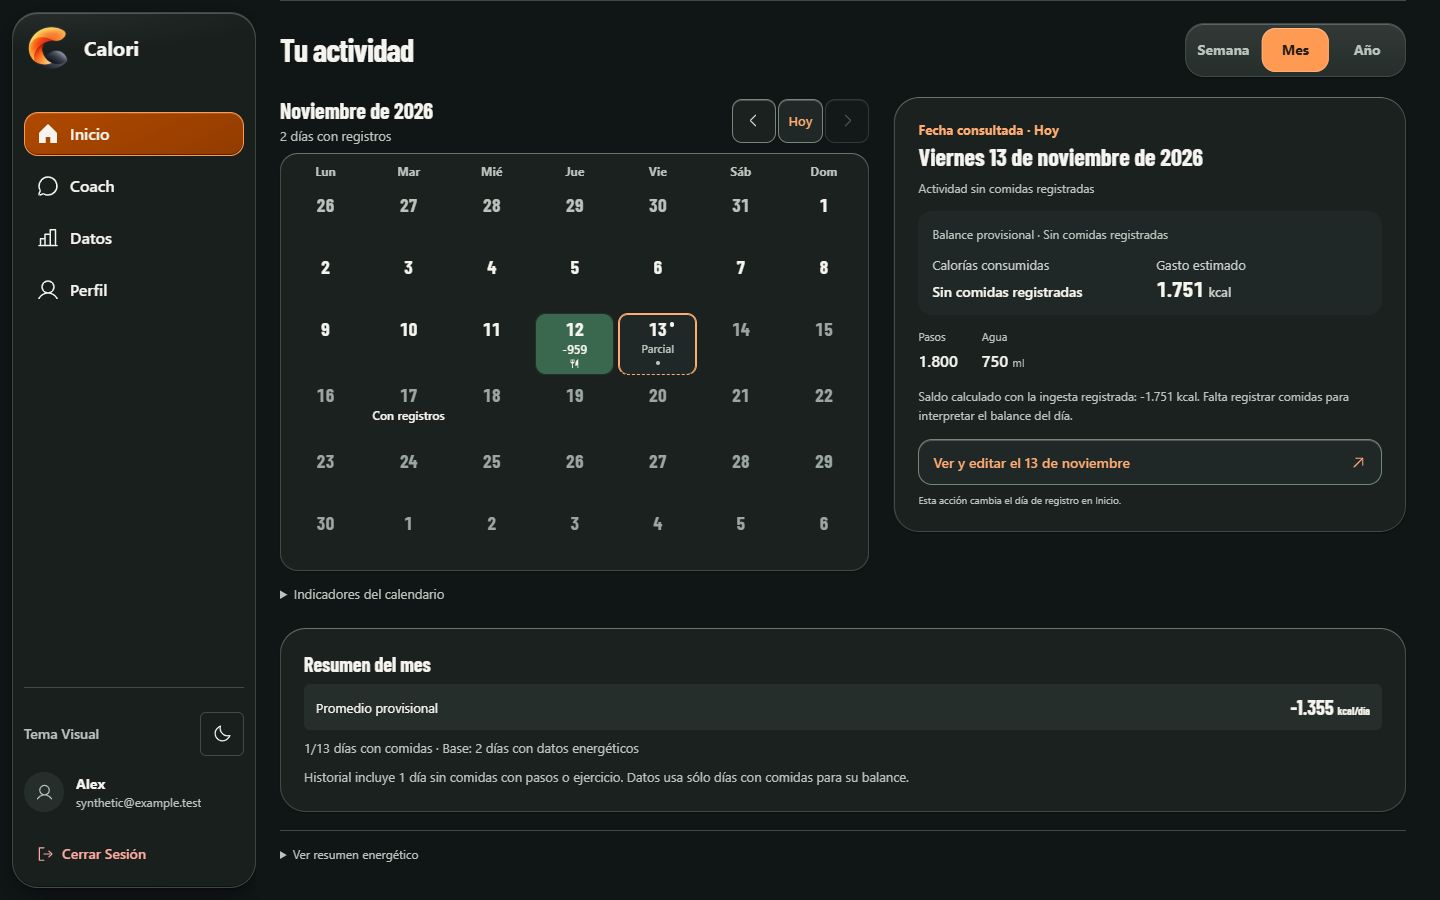 Calori
Inicio
Coach
Datos
Perfil
Tema Visual
Alex
synthetic@example.test
Cerrar Sesión
Tu actividad
Semana Mes Año
Noviembre de 2026
2 días con registros
Hoy
Lun Mar Mié Jue Vie Sáb Dom
26 27 28 29 30 31 1
2 3 4 5 6 7 8
9 10 11 12 13 14 15
-959 Parcial
16 17 18 19 20 21 22
Con registros
23 24 25 26 27 28 29
30 1 2 3 4 5 6
Indicadores del calendario
Fecha consultada · Hoy
Viernes 13 de noviembre de 2026
Actividad sin comidas registradas
Balance provisional · Sin comidas registradas
Calorías consumidas Gasto estimado
Sin comidas registradas 1.751 kcal
Pasos Agua
1.800 750 ml
Saldo calculado con la ingesta registrada: -1.751 kcal. Falta registrar comidas para
interpretar el balance del día.
Ver y editar el 13 de noviembre
Esta acción cambia el día de registro en Inicio.
Resumen del mes
Promedio provisional -1.355 kcal/día
1/13 días con comidas · Base: 2 días con datos energéticos
Historial incluye 1 día sin comidas con pasos o ejercicio. Datos usa sólo días con comidas para su balance.
Ver resumen energético